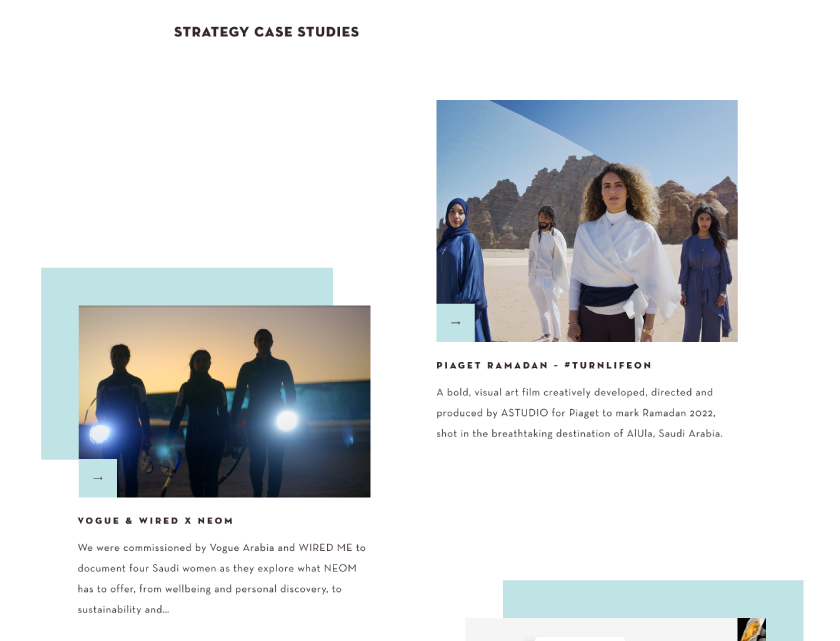 STRATEGY CASE STUDIES
→
PIAGET RAMADAN – #TURNLIFEON
A bold, visual art film creatively developed, directed and
produced by ASTUDIO for Piaget to mark Ramadan 2022,
shot in the breathtaking destination of AlUla, Saudi Arabia.
→
VOGUE & WIRED X NEOM
We were commissioned by Vogue Arabia and WIRED ME to
document four Saudi women as they explore what NEOM
has to offer, from wellbeing and personal discovery, to
sustainability and…